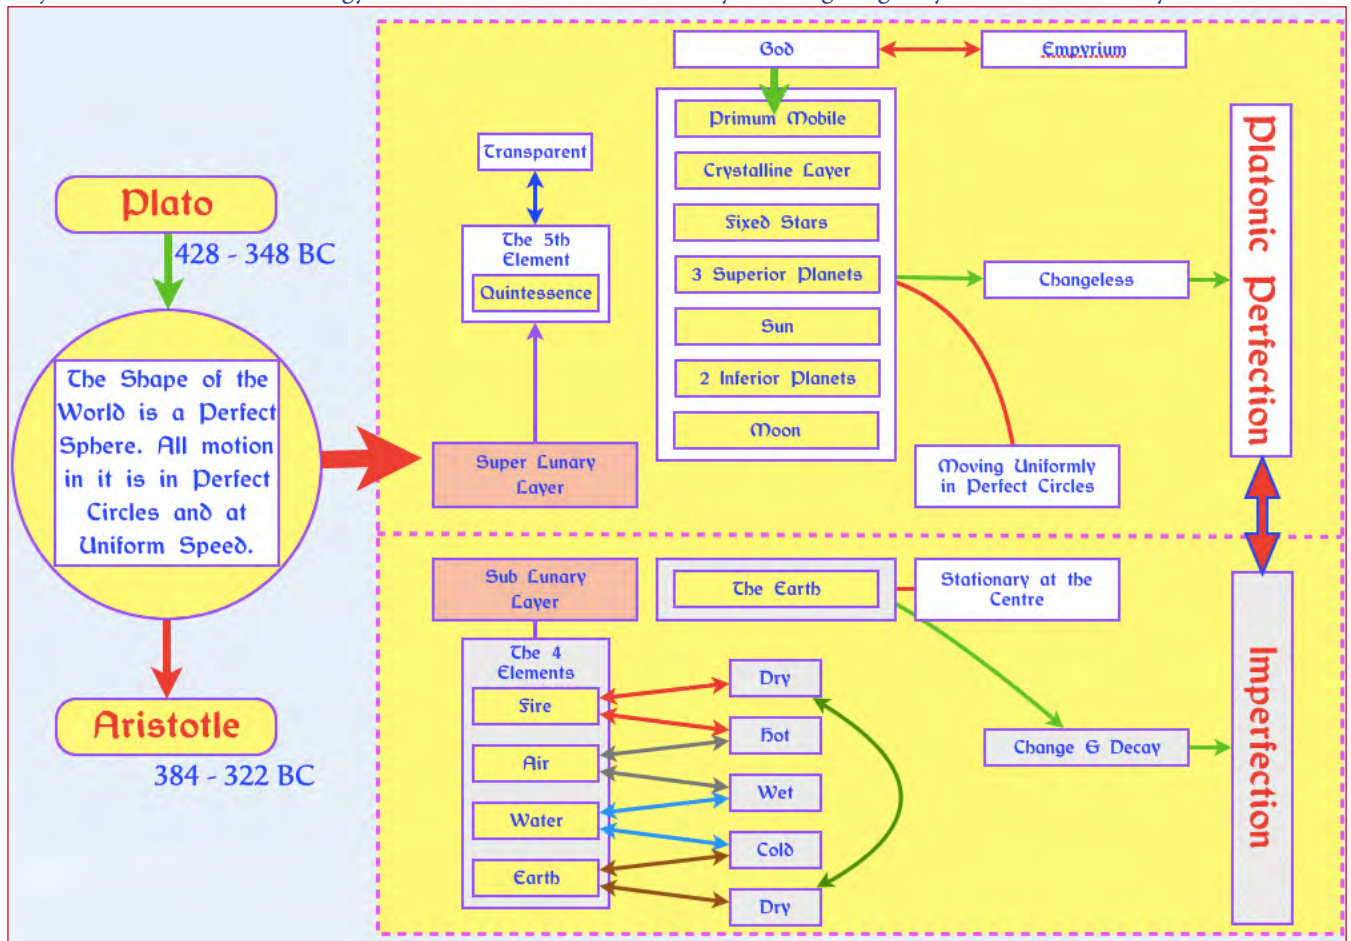 Plato
428 - 348 BC
The Shape of the
World is a Perfect
Sphere. All motion
in it is in Perfect
Circles and at
Uniform Speed.
Aristotle
384 - 322 BC
God
Empyrium
Primum Mobile
Crystalline Layer
Fixed Stars
3 Superior Planets
Sun
2 Inferior Planets
Moon
Transparent
The 5th
Element
Quintessence
Super Lunary
Layer
Changeless
Moving Uniformly
in Perfect Circles
Platonic Perfection
Sub Lunary
Layer
The Earth
Stationary at the
Centre
The 4
Elements
Fire
Air
Water
Earth
Dry
Hot
Wet
Cold
Dry
Change & Decay
Imperfection